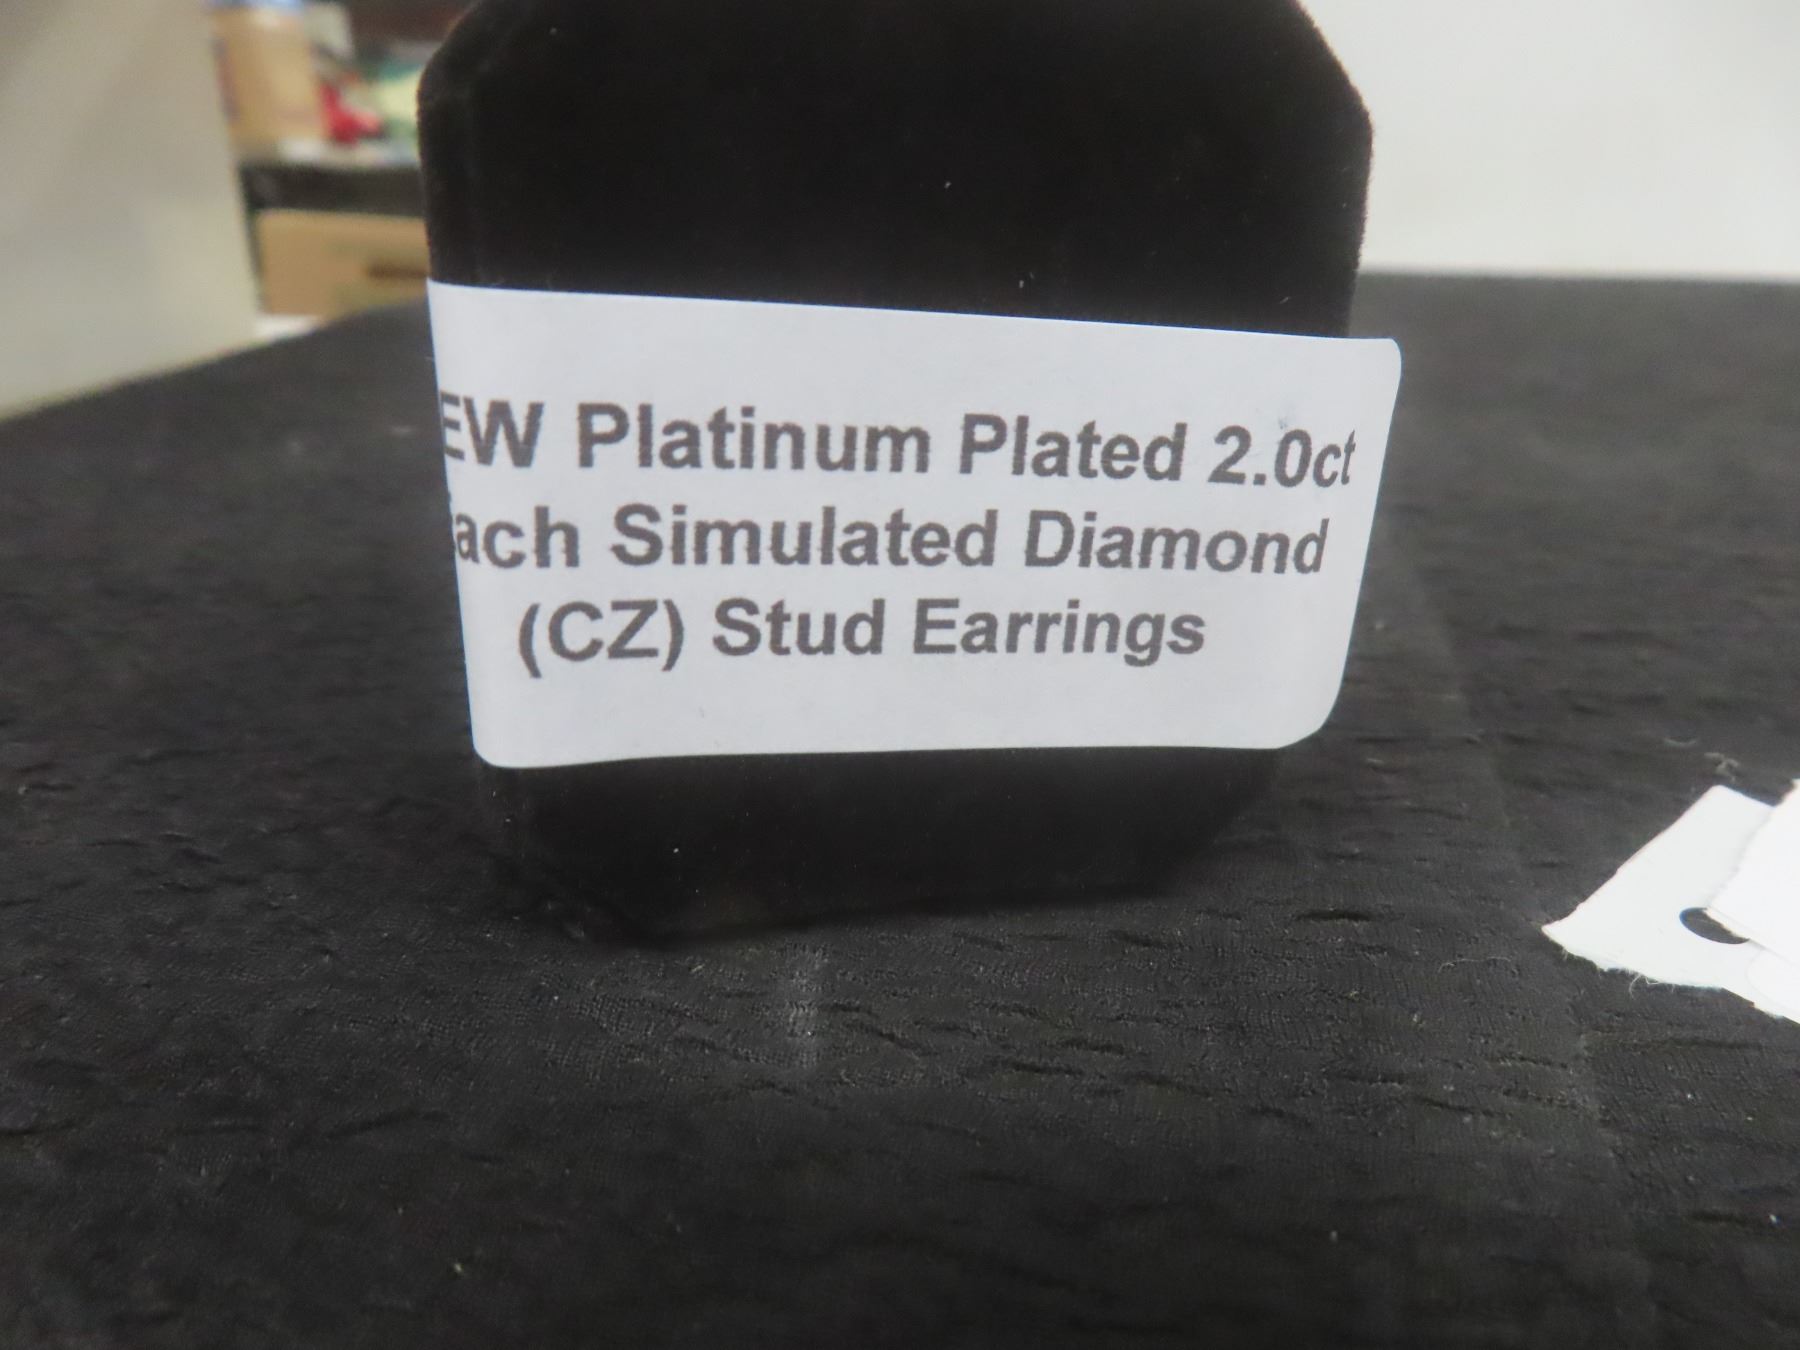 EW Platinum Plated 2.0ct
ach Simulated Diamond
(CZ) Stud Earrings